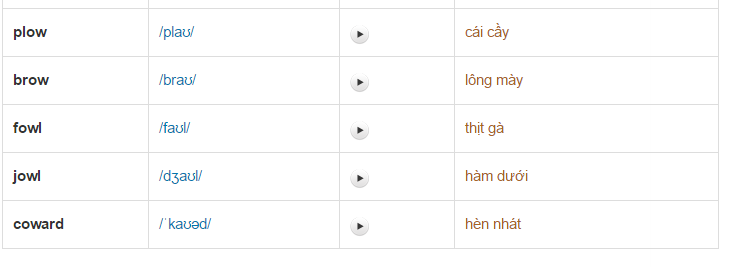 plow /plaʊ/ cái cầy
brow /braʊ/ lông mày
fowl /faʊl/ thịt gà
jowl /dʒaʊl/ hàm dưới
coward /ˈkaʊəd/ hèn nhát